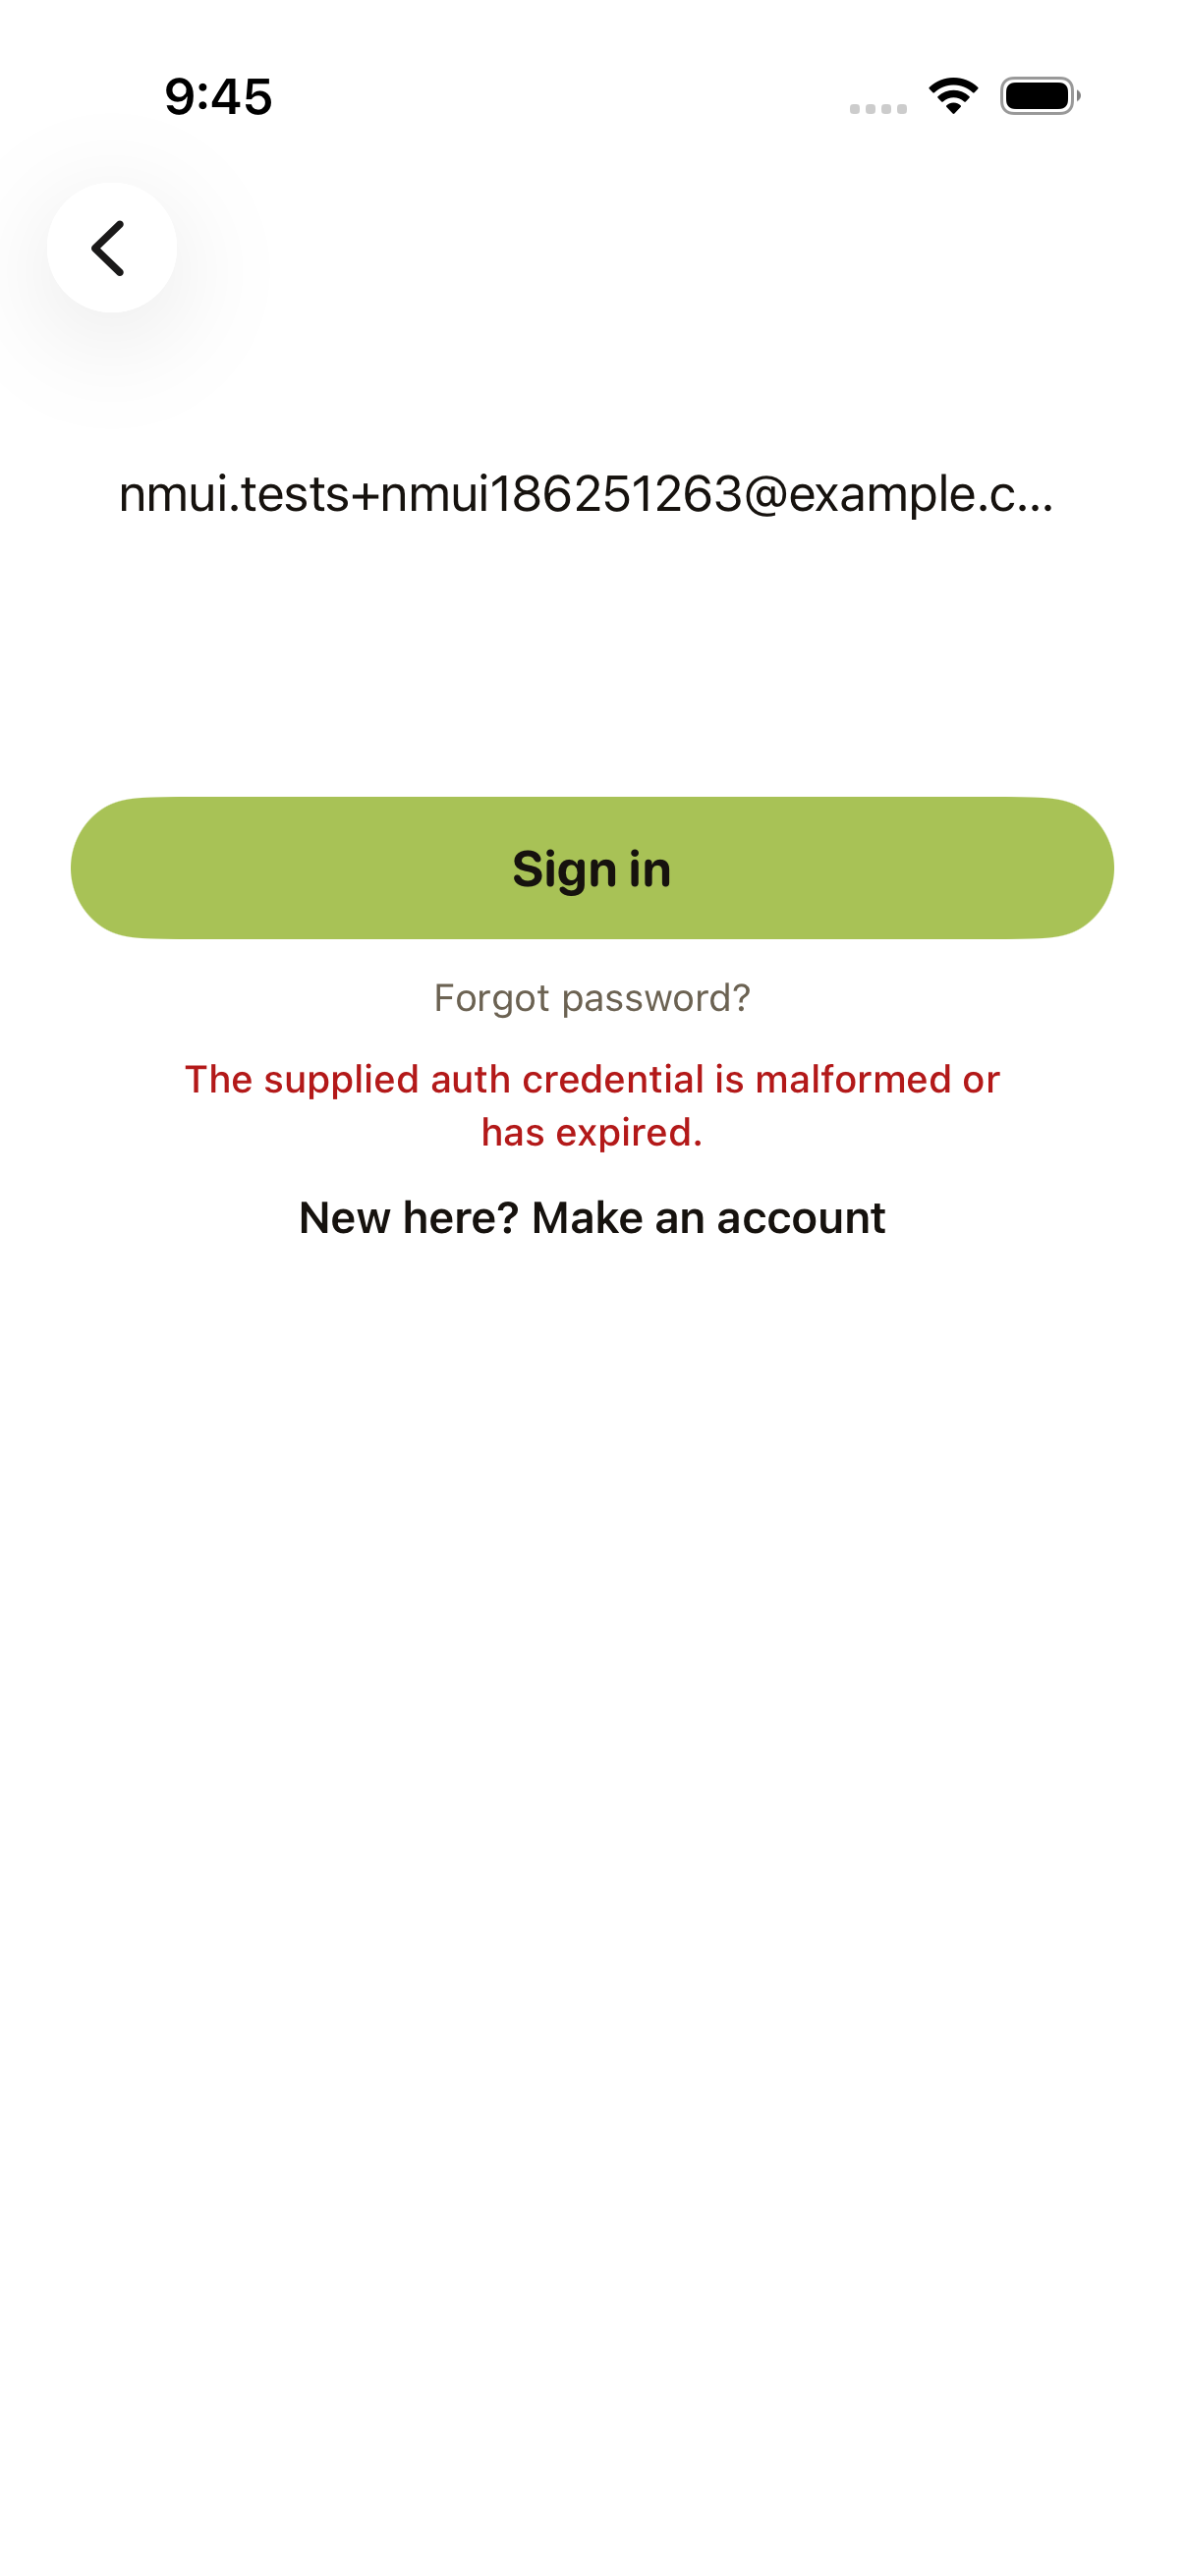 9:45
nmui.tests+nmui186251263@example.c...
Sign in
Forgot password?
The supplied auth credential is malformed or
has expired.
New here? Make an account